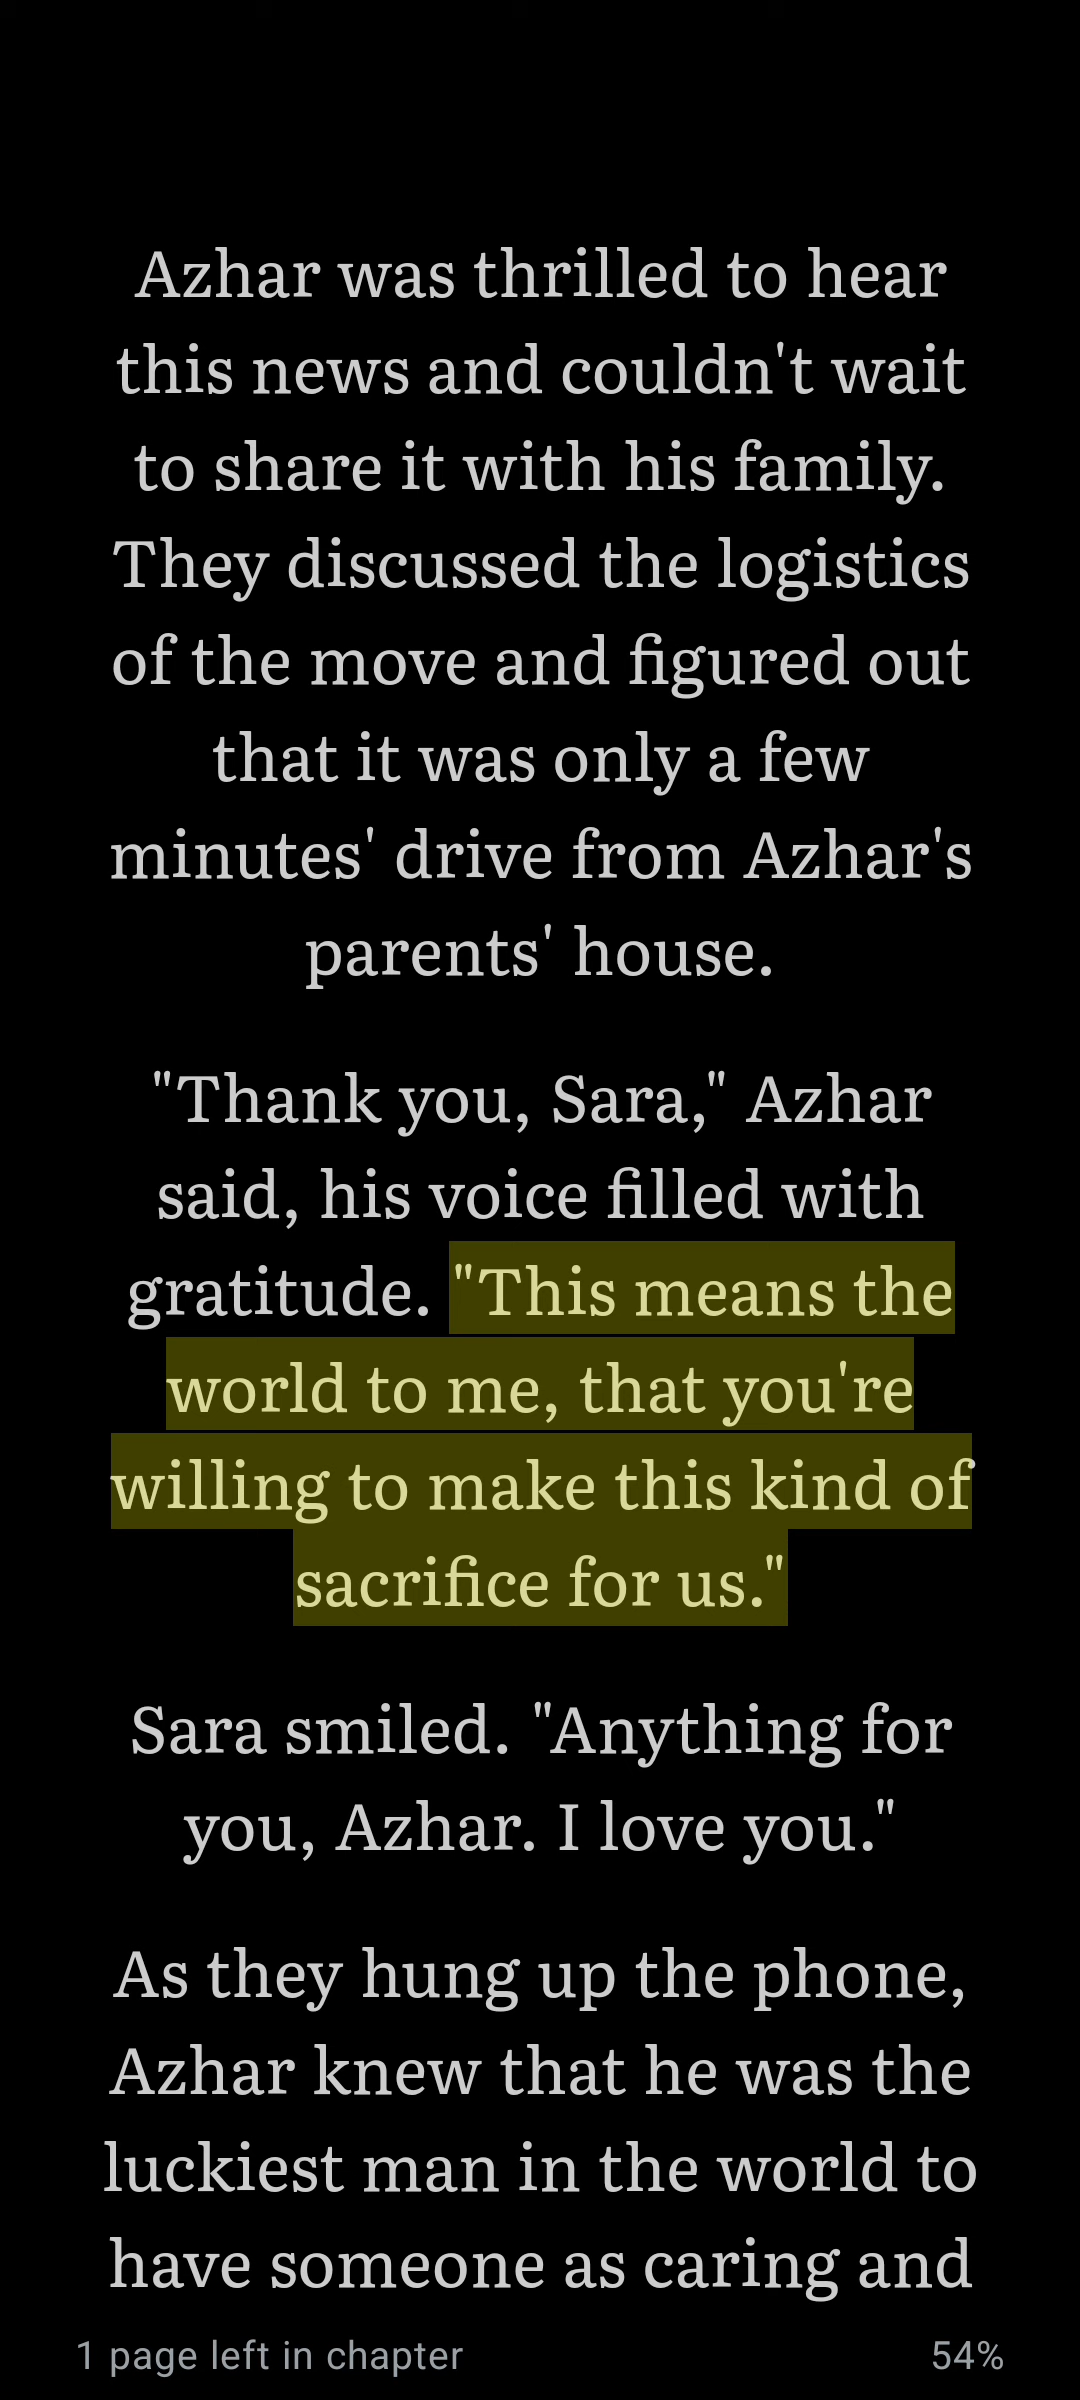 Azhar was thrilled to hear
this news and couldn't wait
to share it with his family.
They discussed the logistics
of the move and figured out
that it was only a few
minutes' drive from Azhar's
parents' house.
"Thank you, Sara," Azhar
said, his voice filled with
gratitude. "This means the
world to me, that you're
willing to make this kind of
sacrifice for us."
Sara smiled. "Anything for
you, Azhar. I love you."
As they hung up the phone,
Azhar knew that he was the
luckiest man in the world to
have someone as caring and
1 page left in chapter 54%